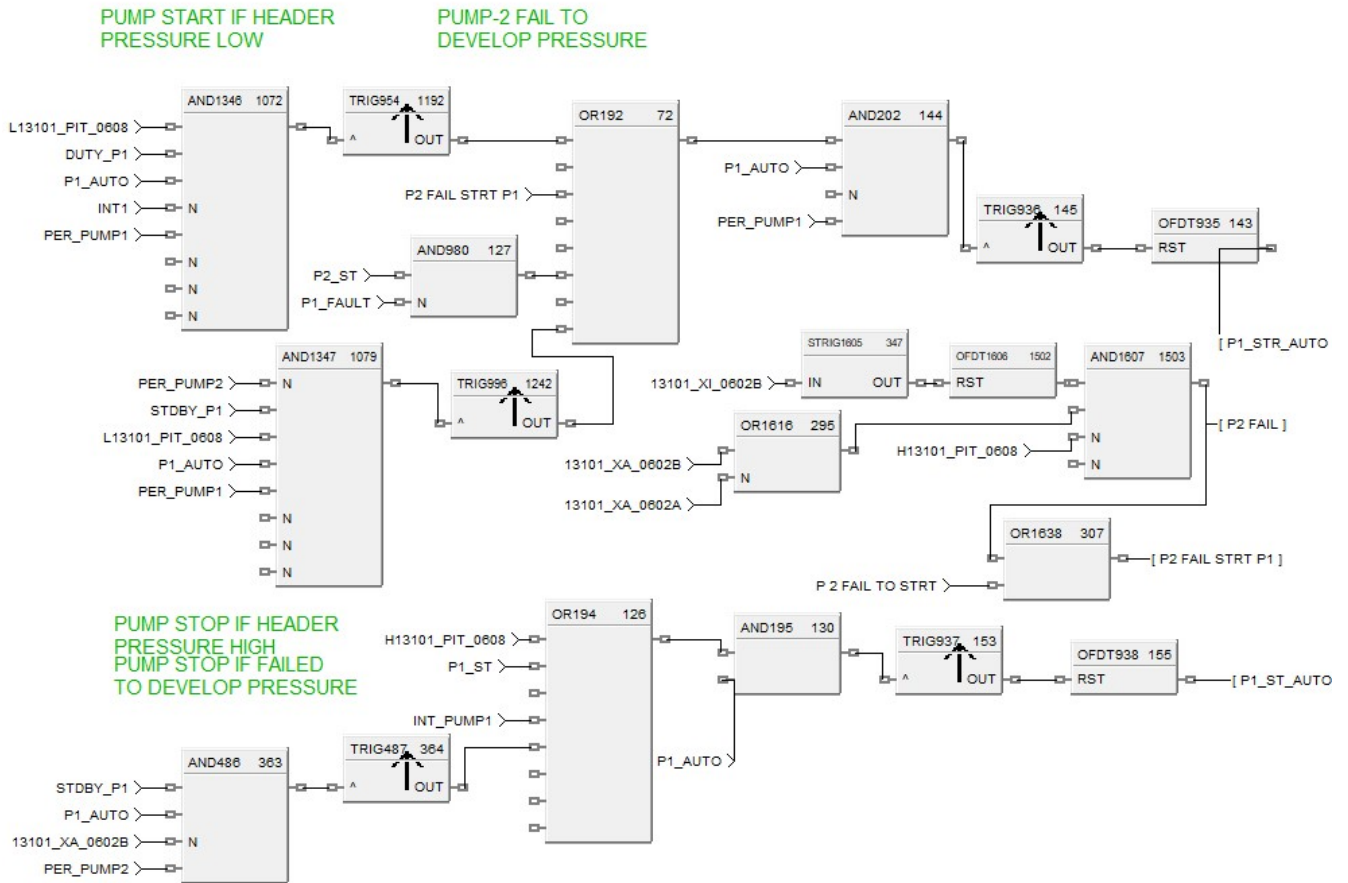 PUMP START IF HEADER
PRESSURE LOW
PUMP-2 FAIL TO
DEVELOP PRESSURE
AND1346 1072
L13101_PIT_0608
DUTY_P1
P1_AUTO
INT1 N
PER_PUMP1
N
N
N
TRIG954 1192
^ OUT
OR192 72
P2 FAIL STRT P1
AND980 127
P2_ST
P1_FAULT N
AND202 144
P1_AUTO
N
PER_PUMP1
TRIG936 145
^ OUT
OFDT935 143
RST
[ P1_STR_AUTO
AND1347 1079
PER_PUMP2 N
STDBY_P1
L13101_PIT_0608
P1_AUTO
PER_PUMP1
N
N
N
TRIG996 1242
^ OUT
STRIG1605 347
13101_XI_0602B IN OUT
OFDT1606 1502
RST
AND1607 1503
H13101_PIT_0608 N
N
[ P2 FAIL ]
OR1616 295
13101_XA_0602B
N
13101_XA_0602A
OR1638 307
P 2 FAIL TO STRT
[ P2 FAIL STRT P1 ]
PUMP STOP IF HEADER
PRESSURE HIGH
PUMP STOP IF FAILED
TO DEVELOP PRESSURE
OR194 126
H13101_PIT_0608
P1_ST
INT_PUMP1
AND195 130
P1_AUTO
TRIG937 153
^ OUT
OFDT938 155
RST
[ P1_ST_AUTO
AND486 363
STDBY_P1
P1_AUTO
13101_XA_0602B N
PER_PUMP2
TRIG487 364
^ OUT